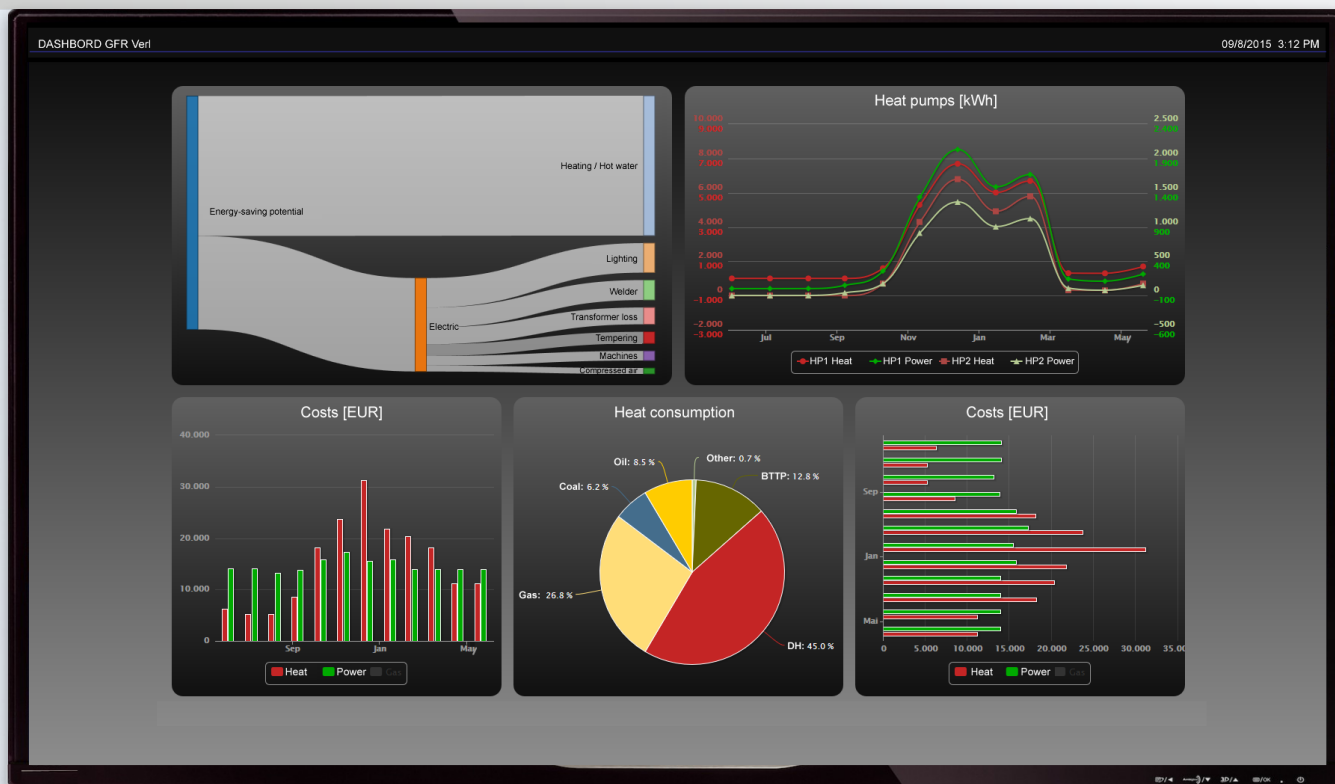 DASHBORD GFR Verl
09/8/2015 3:12 PM
Energy-saving potential
Heating / Hot water
Electric
Lighting
Welder
Transformer loss
Tempering
Machines
Compressed air
Heat pumps [kWh]
10.000
9.000
8.000
7.000
6.000
5.000
4.000
3.000
2.000
1.000
0
-1.000
-2.000
-3.000
2.500
2.400
2.000
1.900
1.500
1.400
1.000
900
500
400
0
-100
-500
-600
Jul Sep Nov Jan Mar May
HP1 Heat HP1 Power HP2 Heat HP2 Power
Costs [EUR]
40.000
30.000
20.000
10.000
0
Sep Jan May
Heat Power Gas
Heat consumption
Other: 0.7 %
Oil: 8.5 %
BTTP: 12.8 %
Coal: 6.2 %
Gas: 26.8 %
DH: 45.0 %
Costs [EUR]
Sep
Jan
Mai
0 5.000 10.000 15.000 20.000 25.000 30.000 35.00
Heat Power Gas